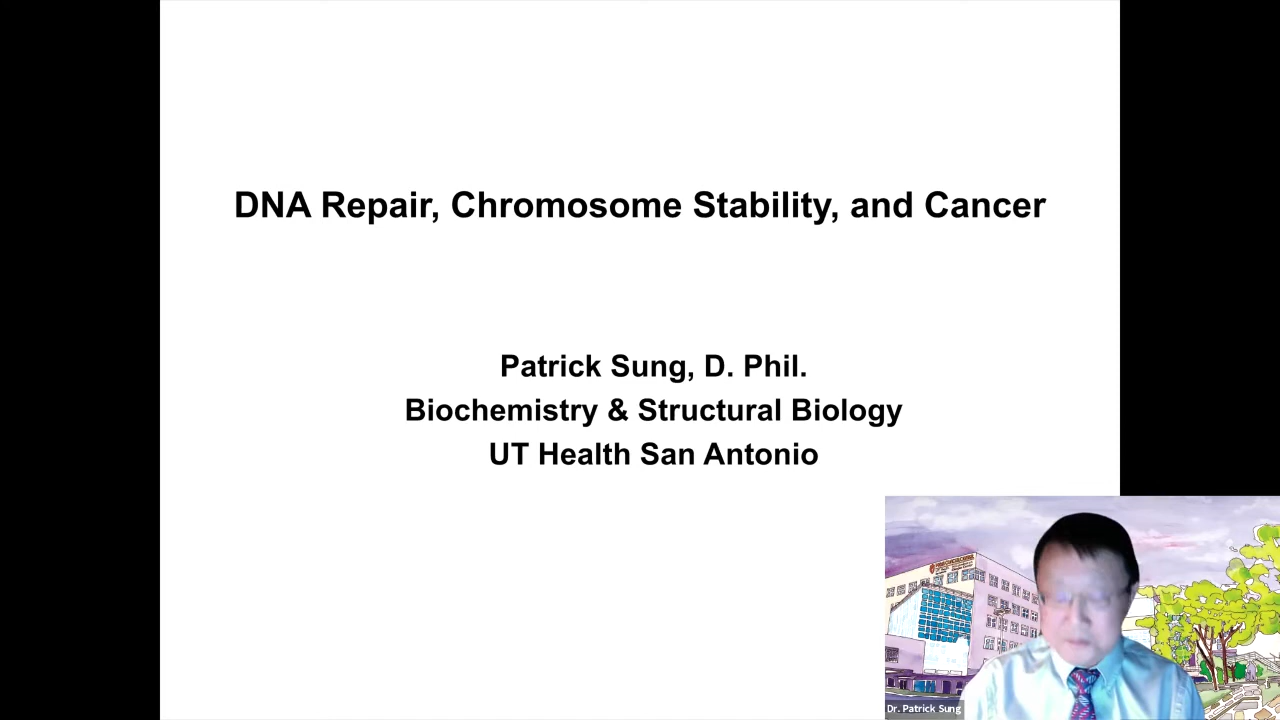 DNA Repair, Chromosome Stability, and Cancer
Patrick Sung, D. Phil.
Biochemistry & Structural Biology
UT Health San Antonio
Dr. Patrick Sung